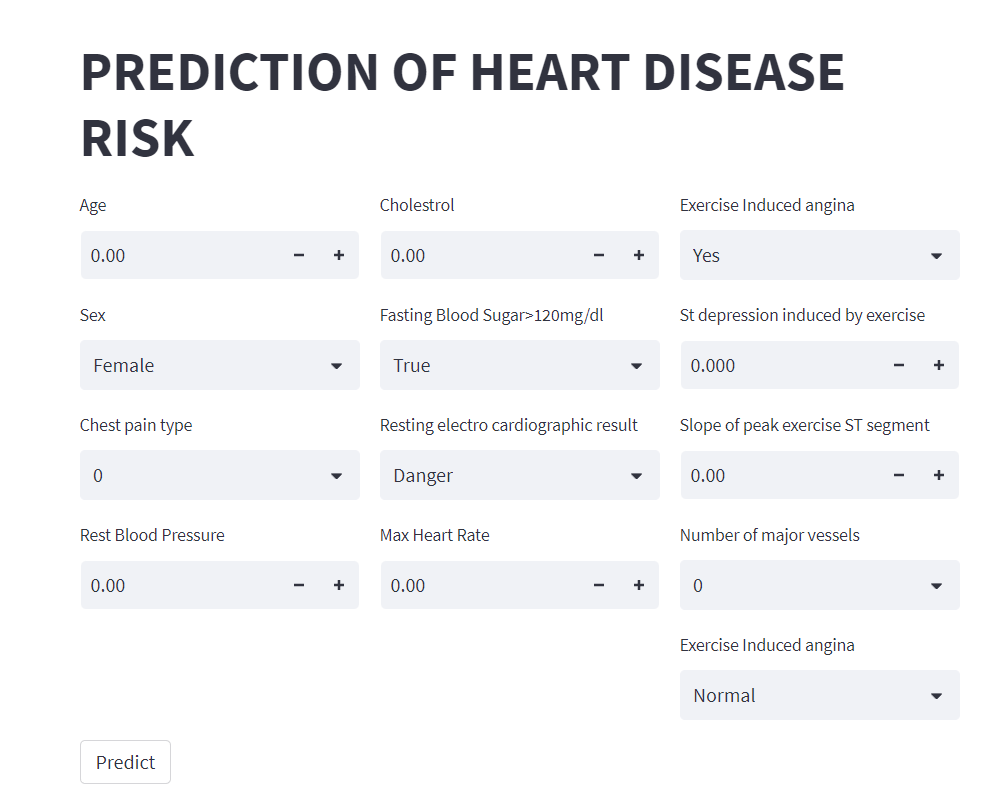 PREDICTION OF HEART DISEASE
RISK
Age
0.00 − +
Sex
Female
Chest pain type
0
Rest Blood Pressure
0.00 − +
Cholestrol
0.00 − +
Fasting Blood Sugar>120mg/dl
True
Resting electro cardiographic result
Danger
Max Heart Rate
0.00 − +
Exercise Induced angina
Yes
St depression induced by exercise
0.000 − +
Slope of peak exercise ST segment
0.00 − +
Number of major vessels
0
Exercise Induced angina
Normal
Predict